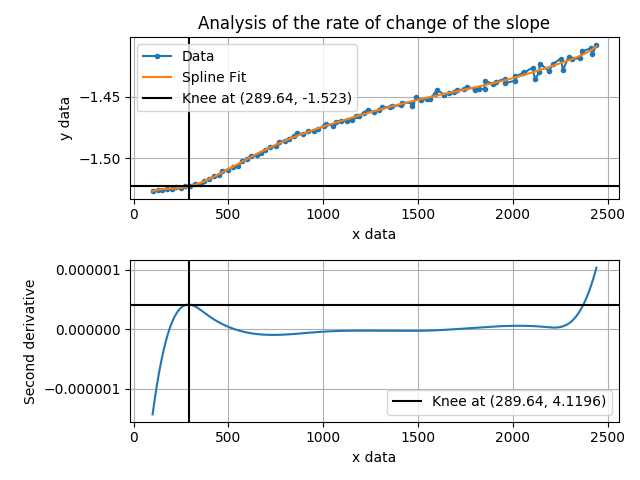 Analysis of the rate of change of the slope
Data
Spline Fit
Knee at (289.64, -1.523)
−1.45
−1.50
y data
0 500 1000 1500 2000 2500
x data
0.000001
0.000000
−0.000001
Second derivative
Knee at (289.64, 4.1196)
0 500 1000 1500 2000 2500
x data